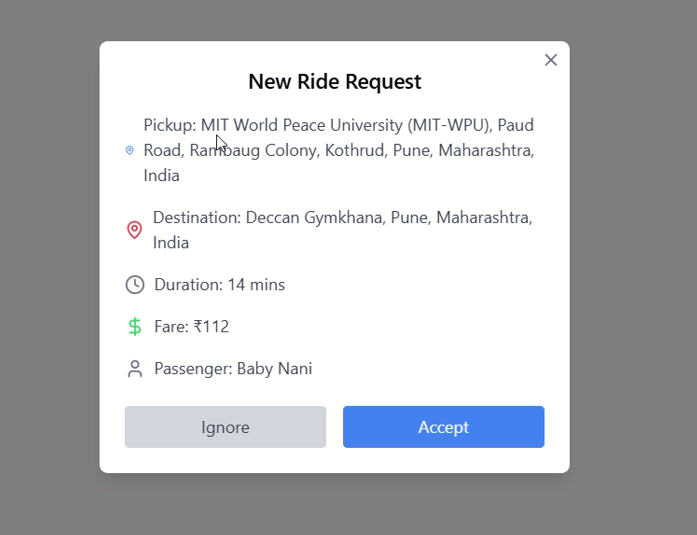 New Ride Request
Pickup: MIT World Peace University (MIT-WPU), Paud
Road, Rambaug Colony, Kothrud, Pune, Maharashtra,
India
Destination: Deccan Gymkhana, Pune, Maharashtra,
India
Duration: 14 mins
Fare: ₹112
Passenger: Baby Nani
Ignore
Accept